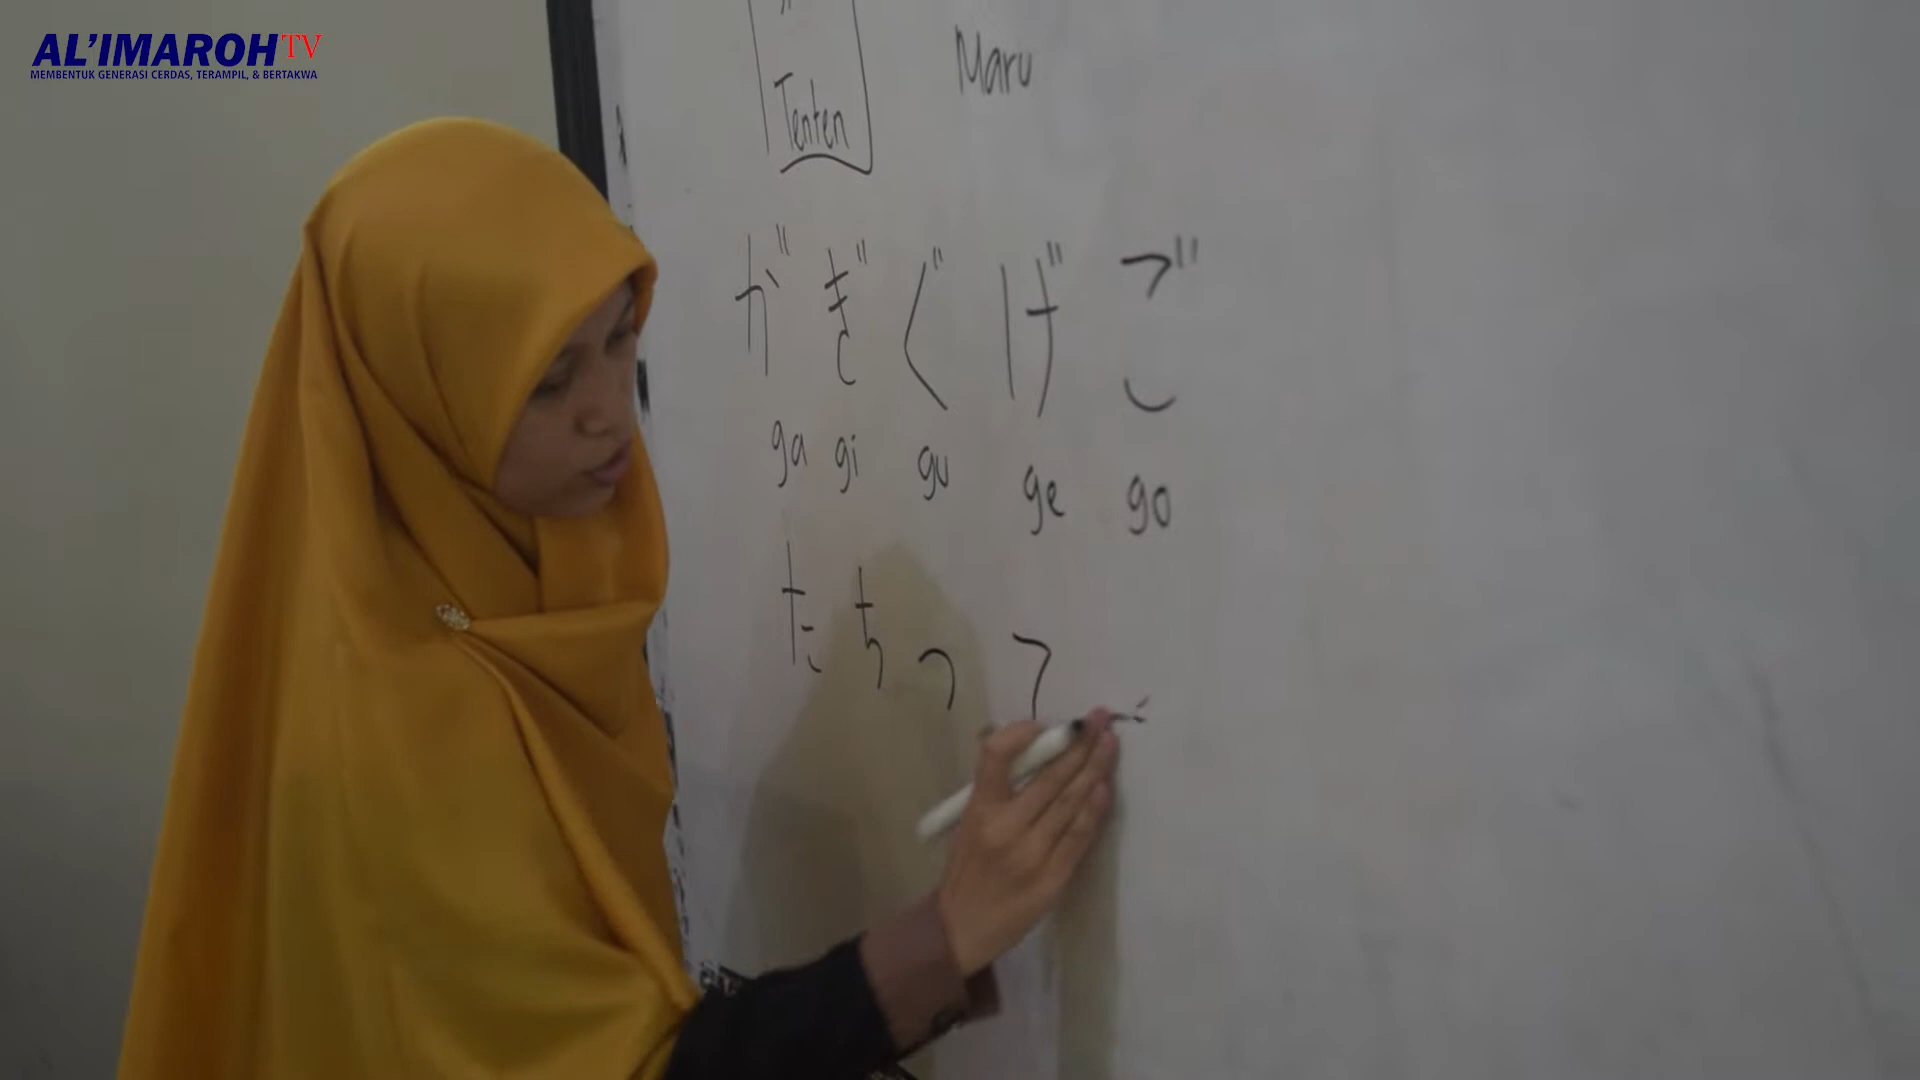 AL'IMAROH TV
MEMBENTUK GENERASI CERDAS, TERAMPIL, & BERTAKWA
Tenten Maru
が ぎ ぐ げ ご
ga gi gu ge go
た ち つ て